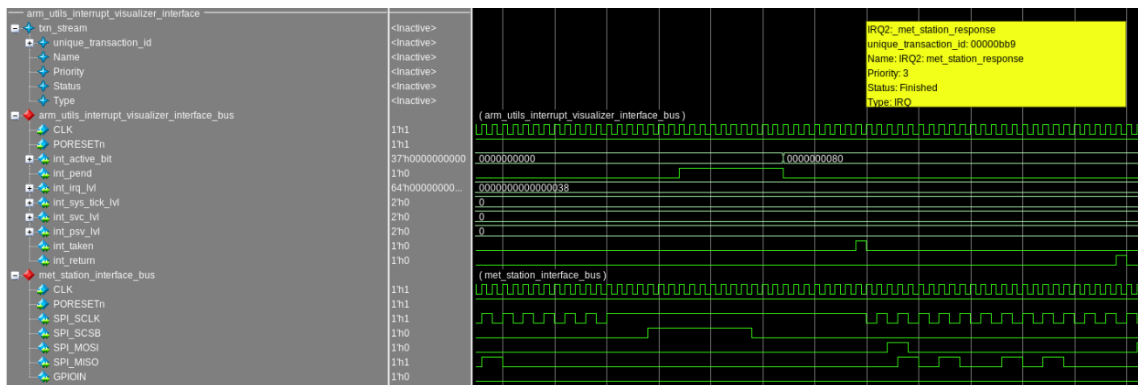 arm_utils_interrupt_visualizer_interface
txn_stream <Inactive>
unique_transaction_id <Inactive>
Name <Inactive>
Priority <Inactive>
Status <Inactive>
Type <Inactive>
IRQ2:_met_station_response
unique_transaction_id: 00000bb9
Name: IRQ2: met_station_response
Priority: 3
Status: Finished
Type: IRQ
arm_utils_interrupt_visualizer_interface_bus ( arm_utils_interrupt_visualizer_interface_bus )
CLK 1'h1
PORESETn 1'h1
int_active_bit 37'h0000000000 0000000000 0000000080
int_pend 1'h0
int_irq_lvl 64'h00000000... 0000000000000038
int_sys_tick_lvl 2'h0 0
int_svc_lvl 2'h0 0
int_psv_lvl 2'h0 0
int_taken 1'h0
int_return 1'h0
met_station_interface_bus ( met_station_interface_bus )
CLK 1'h1
PORESETn 1'h1
SPI_SCLK 1'h1
SPI_SCSB 1'h0
SPI_MOSI 1'h0
SPI_MISO 1'h1
GPIOIN 1'h0